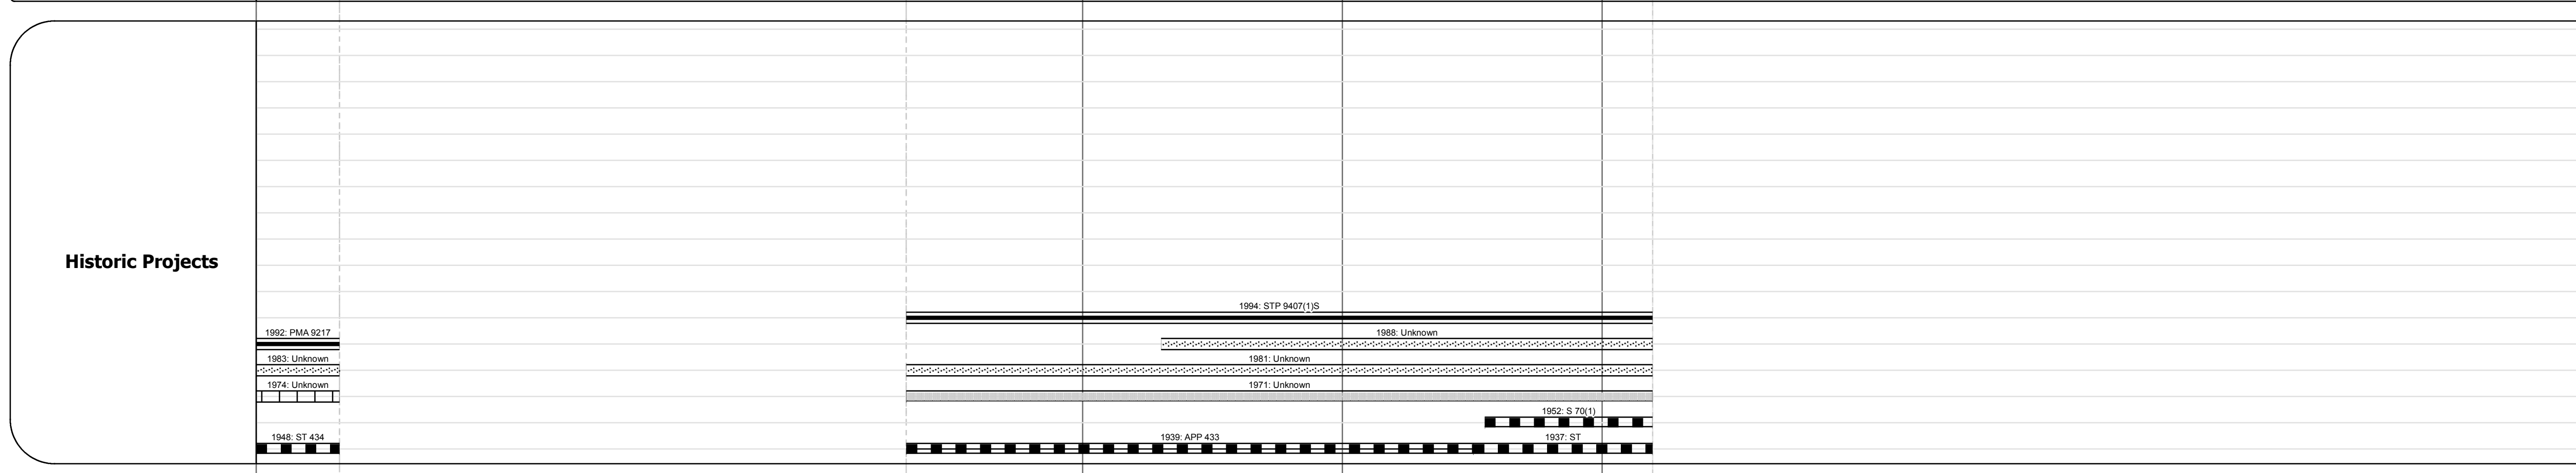 1994: STP 9407(1)S
1992: PMA 9217
1988: Unknown
1983: Unknown
1981: Unknown
1974: Unknown
1971: Unknown
1952: S 70(1)
1948: ST 434
1939: APP 433
1937: ST
Historic Projects